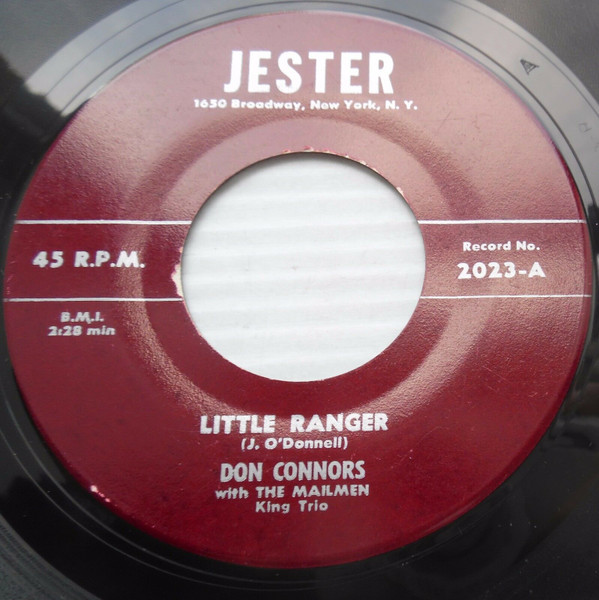 JESTER
1650 Broadway, New York, N. Y.
45 R.P.M.
Record No.
2023-A
B.M.I.
2:28 min
LITTLE RANGER
(J. O'Donnell)
DON CONNORS
with THE MAILMEN
King Trio